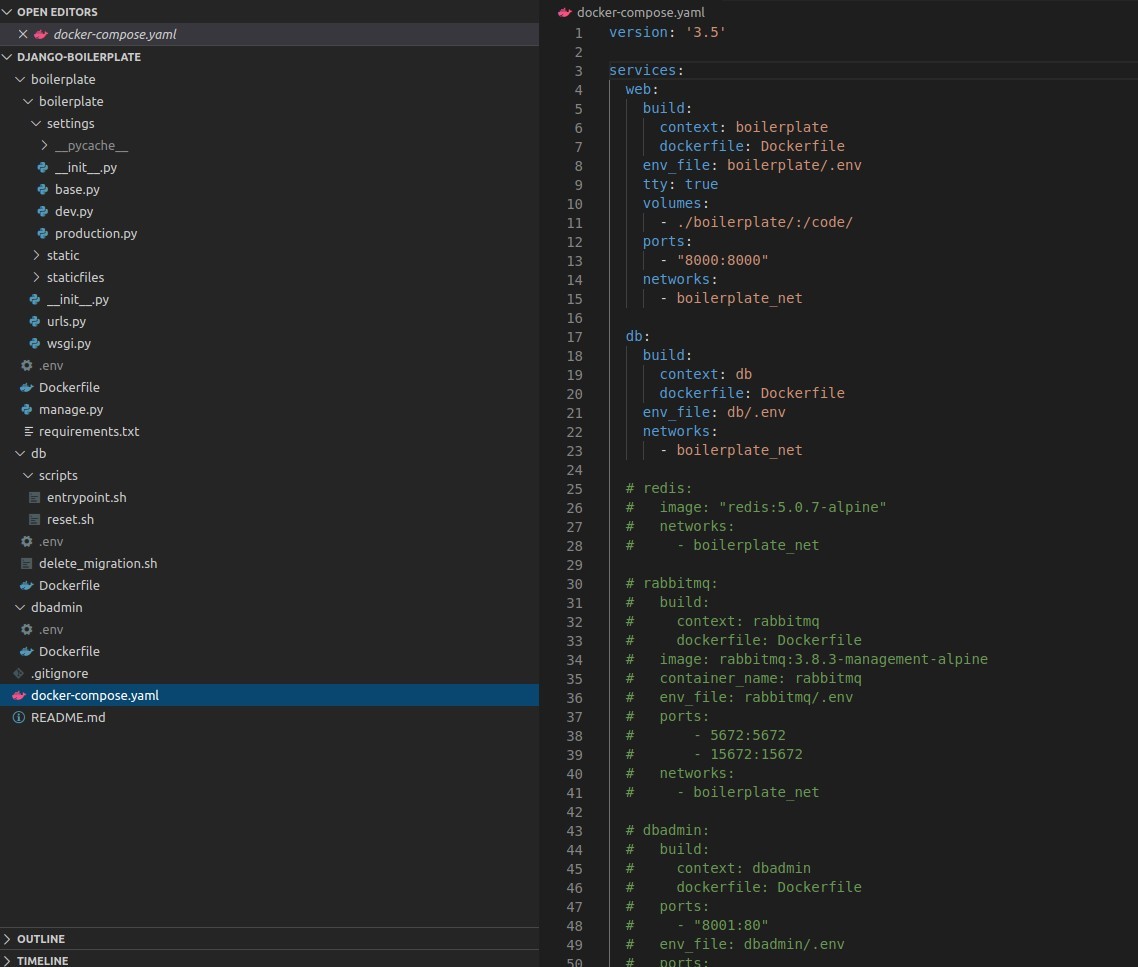 OPEN EDITORS
docker-compose.yaml
DJANGO-BOILERPLATE
boilerplate
boilerplate
settings
__pycache__
__init__.py
base.py
dev.py
production.py
static
staticfiles
__init__.py
urls.py
wsgi.py
.env
Dockerfile
manage.py
requirements.txt
db
scripts
entrypoint.sh
reset.sh
.env
delete_migration.sh
Dockerfile
dbadmin
.env
Dockerfile
.gitignore
docker-compose.yaml
README.md
OUTLINE
TIMELINE
docker-compose.yaml
1 version: '3.5'
2
3 services:
4   web:
5     build:
6       context: boilerplate
7       dockerfile: Dockerfile
8     env_file: boilerplate/.env
9     tty: true
10     volumes:
11       - ./boilerplate/:/code/
12     ports:
13       - "8000:8000"
14     networks:
15       - boilerplate_net
16
17   db:
18     build:
19       context: db
20       dockerfile: Dockerfile
21     env_file: db/.env
22     networks:
23       - boilerplate_net
24
25   # redis:
26   #   image: "redis:5.0.7-alpine"
27   #   networks:
28   #     - boilerplate_net
29
30   # rabbitmq:
31   #   build:
32   #     context: rabbitmq
33   #     dockerfile: Dockerfile
34   #   image: rabbitmq:3.8.3-management-alpine
35   #   container_name: rabbitmq
36   #   env_file: rabbitmq/.env
37   #   ports:
38   #       - 5672:5672
39   #       - 15672:15672
40   #   networks:
41   #     - boilerplate_net
42
43   # dbadmin:
44   #   build:
45   #     context: dbadmin
46   #     dockerfile: Dockerfile
47   #   ports:
48   #     - "8001:80"
49   #   env_file: dbadmin/.env
50   #   ports: